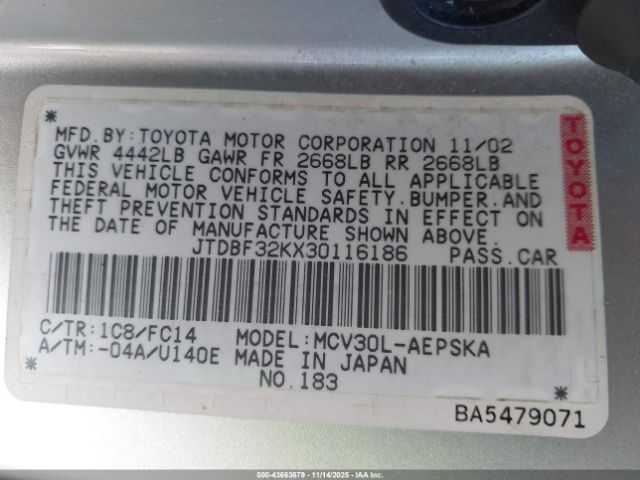 MFD.BY:TOYOTA MOTOR CORPORATION 11/02
GVWR 4442LB GAWR FR 2668LB RR 2668LB
THIS VEHICLE CONFORMS TO ALL APPLICABLE
FEDERAL MOTOR VEHICLE SAFETY.BUMPER.AND
THEFT PREVENTION STANDARDS IN EFFECT ON
THE DATE OF MANUFACTURE SHOWN ABOVE.
JTDBF32KX30116186 PASS.CAR
TOYOTA
C/TR:1C8/FC14 MODEL:MCV30L-AEPSKA
A/TM:-04A/U140E MADE IN JAPAN
NO.183
BA5479071
000-43663679 - 11/14/2025 - IAAI, Inc.